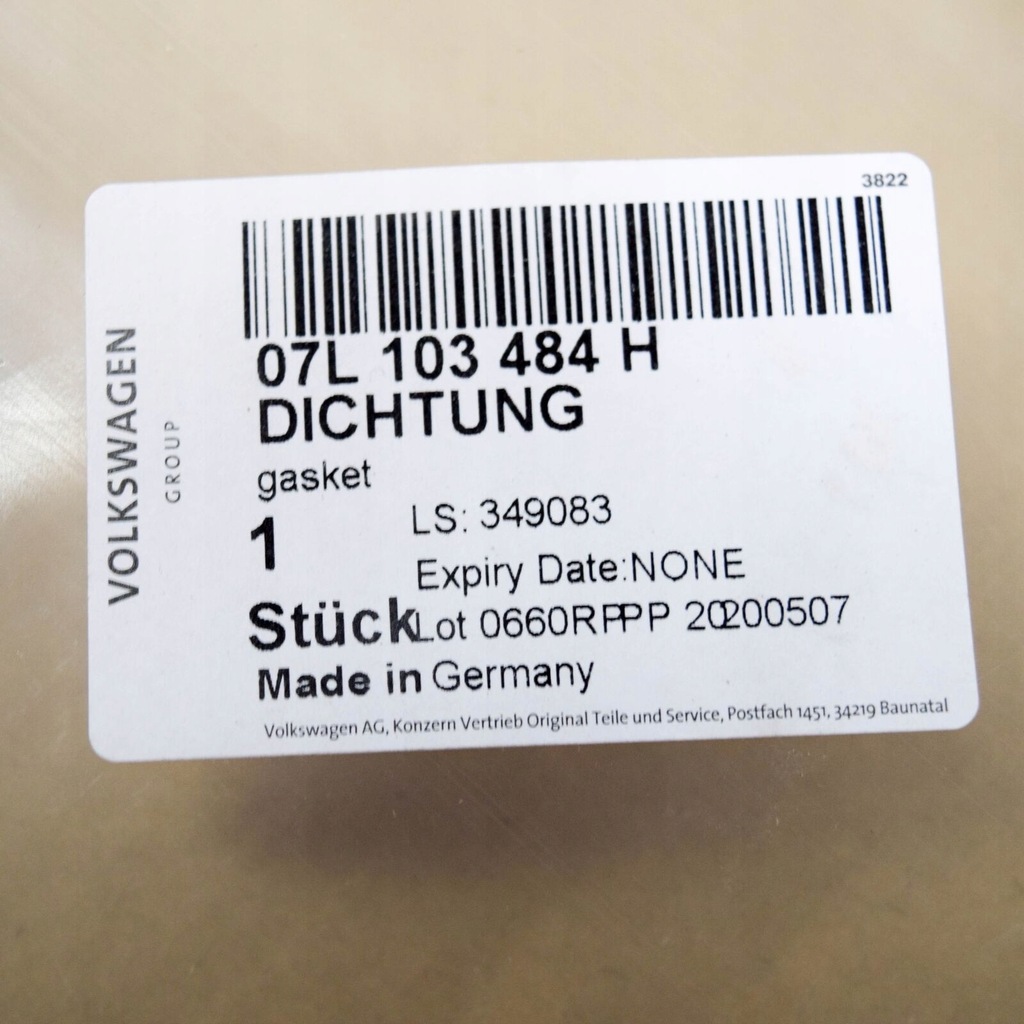 3822
VOLKSWAGEN
GROUP
07L 103 484 H
DICHTUNG
gasket
1 LS: 349083
Expiry Date:NONE
Stück Lot 0660RPPP 20200507
Made in Germany
Volkswagen AG, Konzern Vertrieb Original Teile und Service, Postfach 1451, 34219 Baunatal